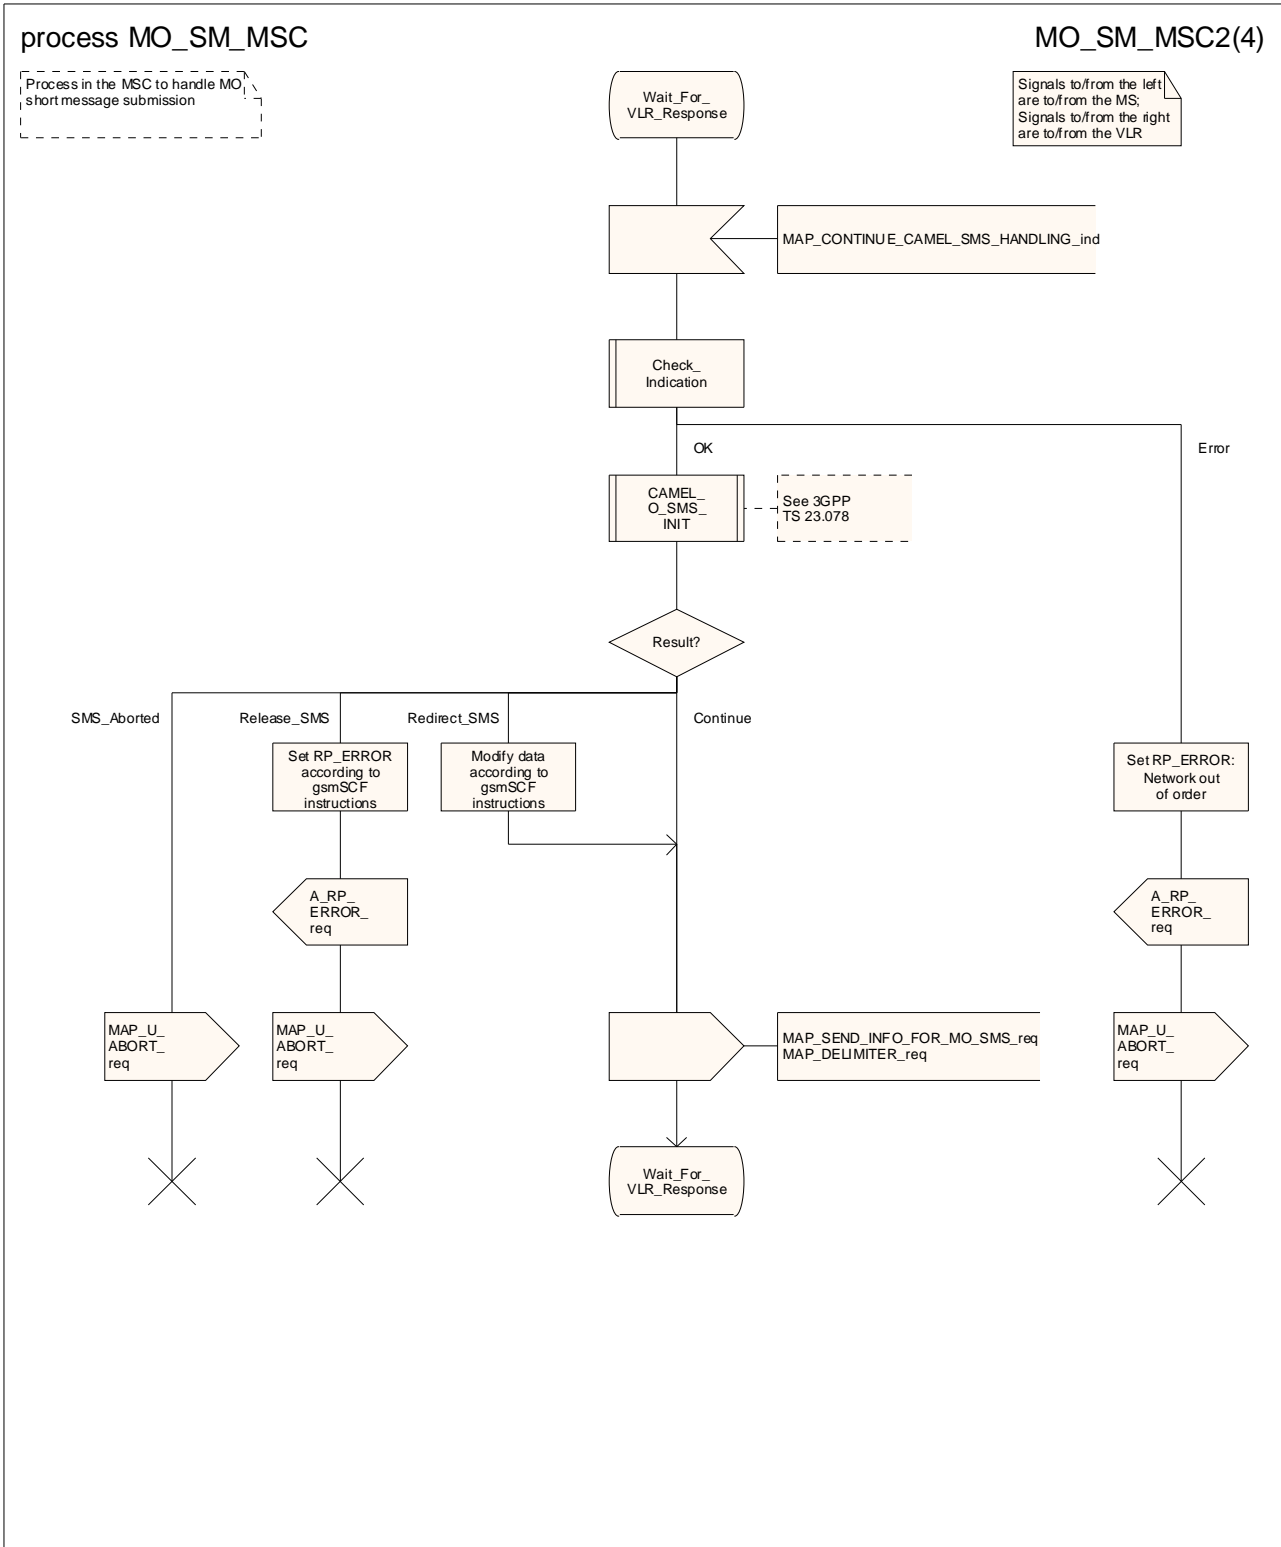 process MO_SM_MSC
MO_SM_MSC2(4)
Process in the MSC to handle MO
short message submission
Wait_For_
VLR_Response
Signals to/from the left
are to/from the MS;
Signals to/from the right
are to/from the VLR
MAP_CONTINUE_CAMEL_SMS_HANDLING_ind
Check_
Indication
OK
Error
CAMEL_
O_SMS_
INIT
See 3GPP
TS 23.078
Result?
SMS_Aborted
Release_SMS
Redirect_SMS
Continue
Set RP_ERROR
according to
gsmSCF
instructions
Modify data
according to
gsmSCF
instructions
Set RP_ERROR:
Network out
of order
A_RP_
ERROR_
req
A_RP_
ERROR_
req
MAP_U_
ABORT_
req
MAP_U_
ABORT_
req
MAP_SEND_INFO_FOR_MO_SMS_req
MAP_DELIMITER_req
MAP_U_
ABORT_
req
Wait_For_
VLR_Response